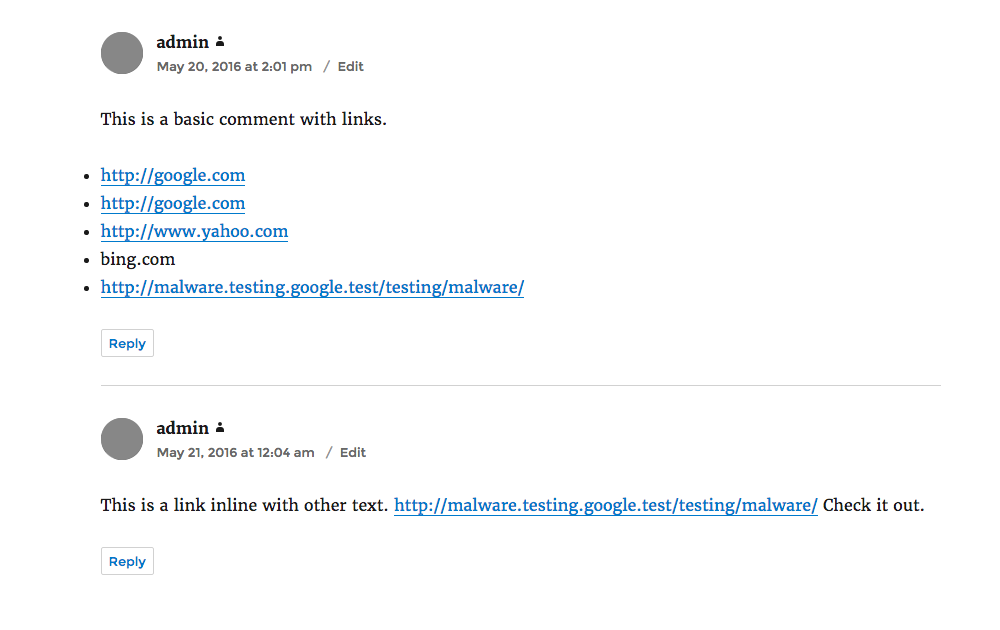 admin
May 20, 2016 at 2:01 pm / Edit
This is a basic comment with links.
• http://google.com
• http://google.com
• http://www.yahoo.com
• bing.com
• http://malware.testing.google.test/testing/malware/
Reply
admin
May 21, 2016 at 12:04 am / Edit
This is a link inline with other text. http://malware.testing.google.test/testing/malware/ Check it out.
Reply